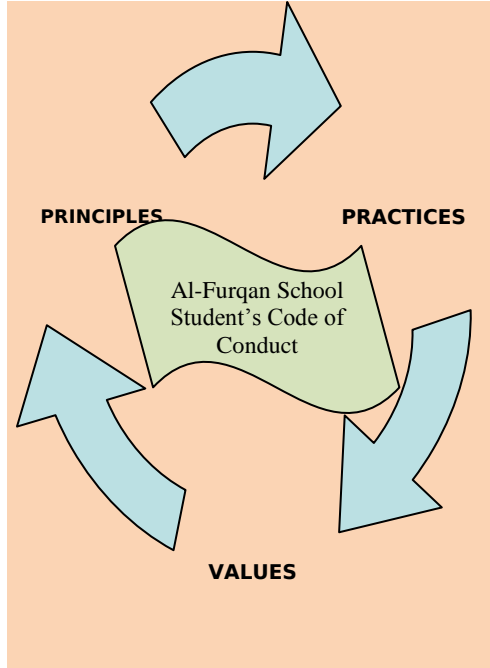 PRINCIPLES
PRACTICES
Al-Furqan School
Student’s Code of
Conduct
VALUES